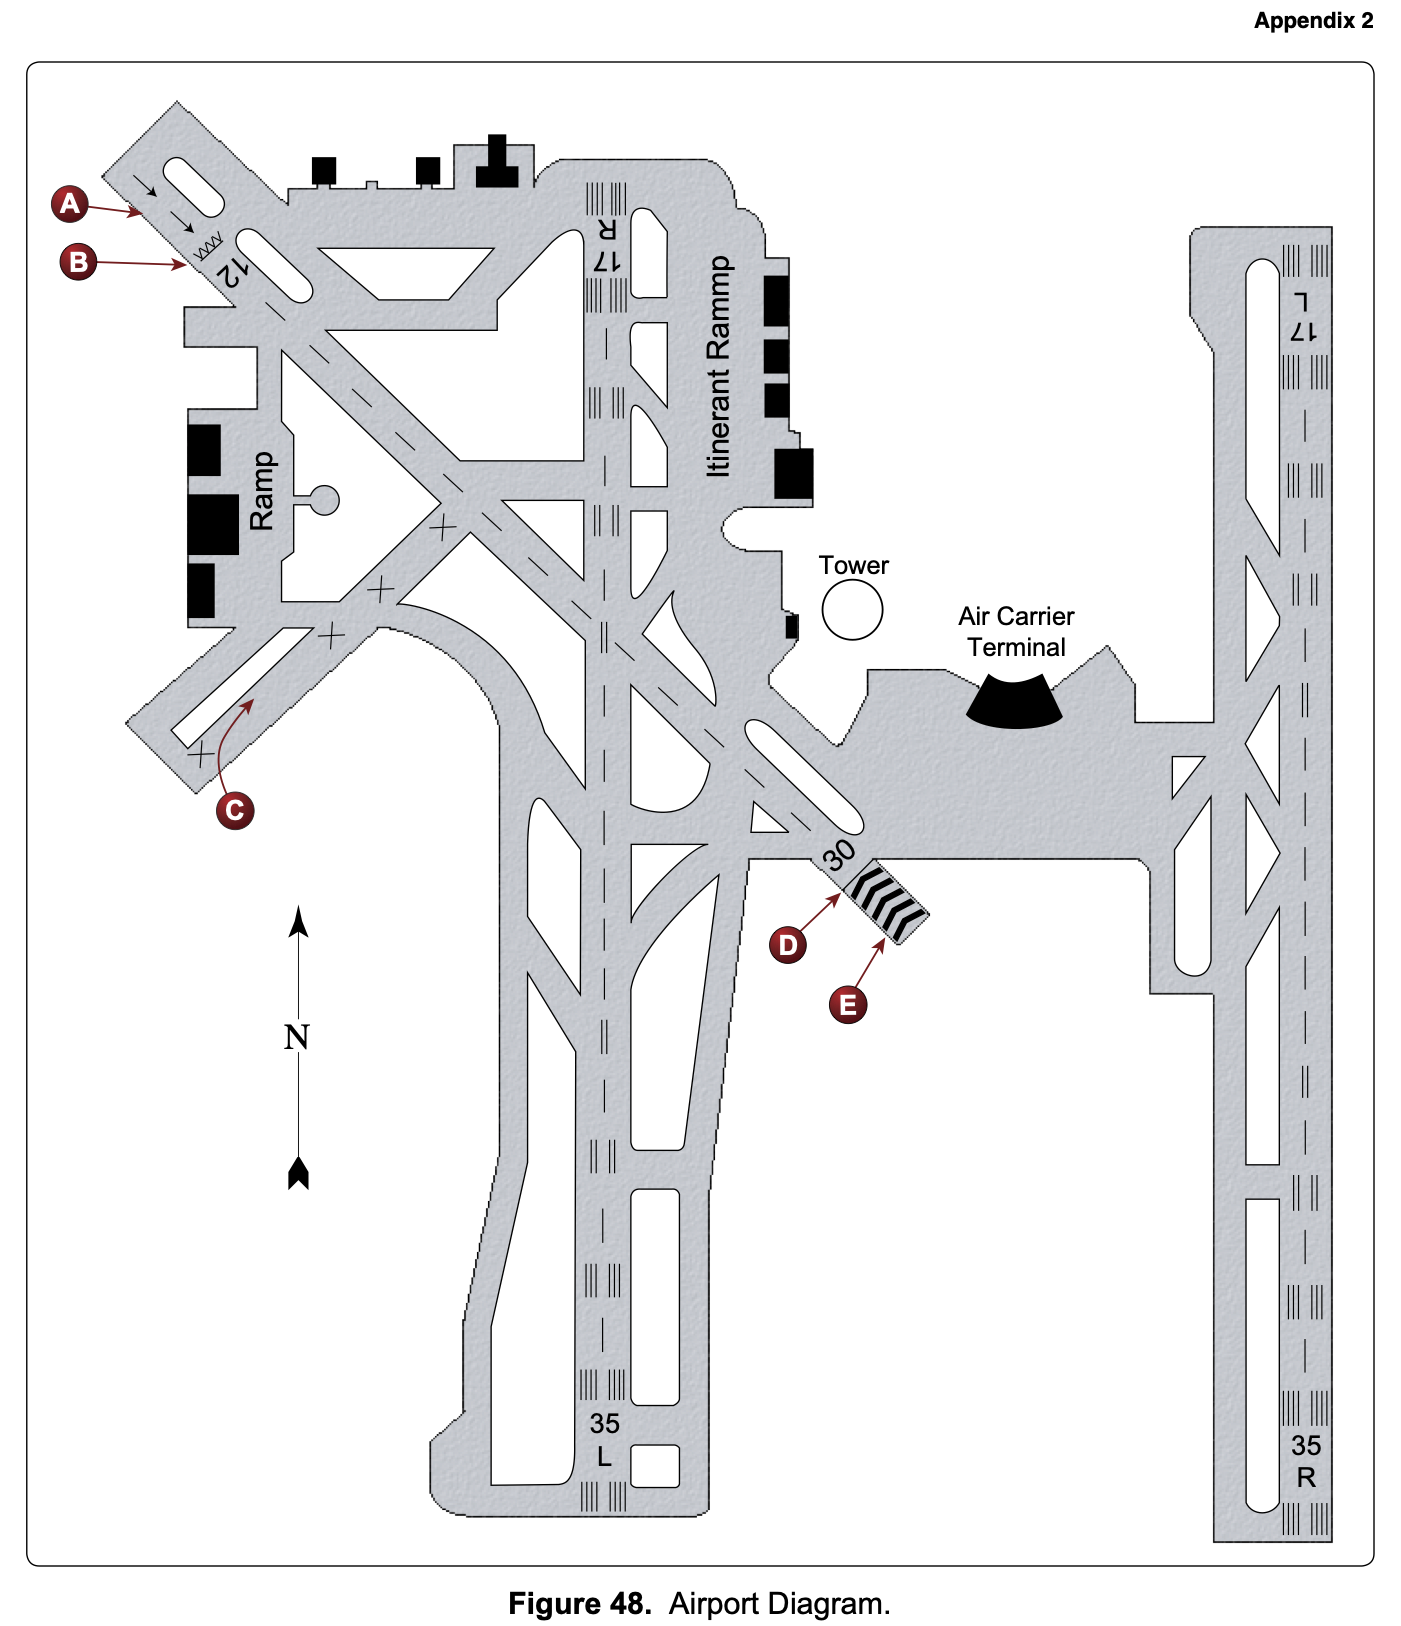 Appendix 2
A
B
12
R
17
Itinerant Rammp
L
17
Ramp
Tower
Air Carrier
Terminal
C
30
D
E
N
35
L
35
R
Figure 48. Airport Diagram.